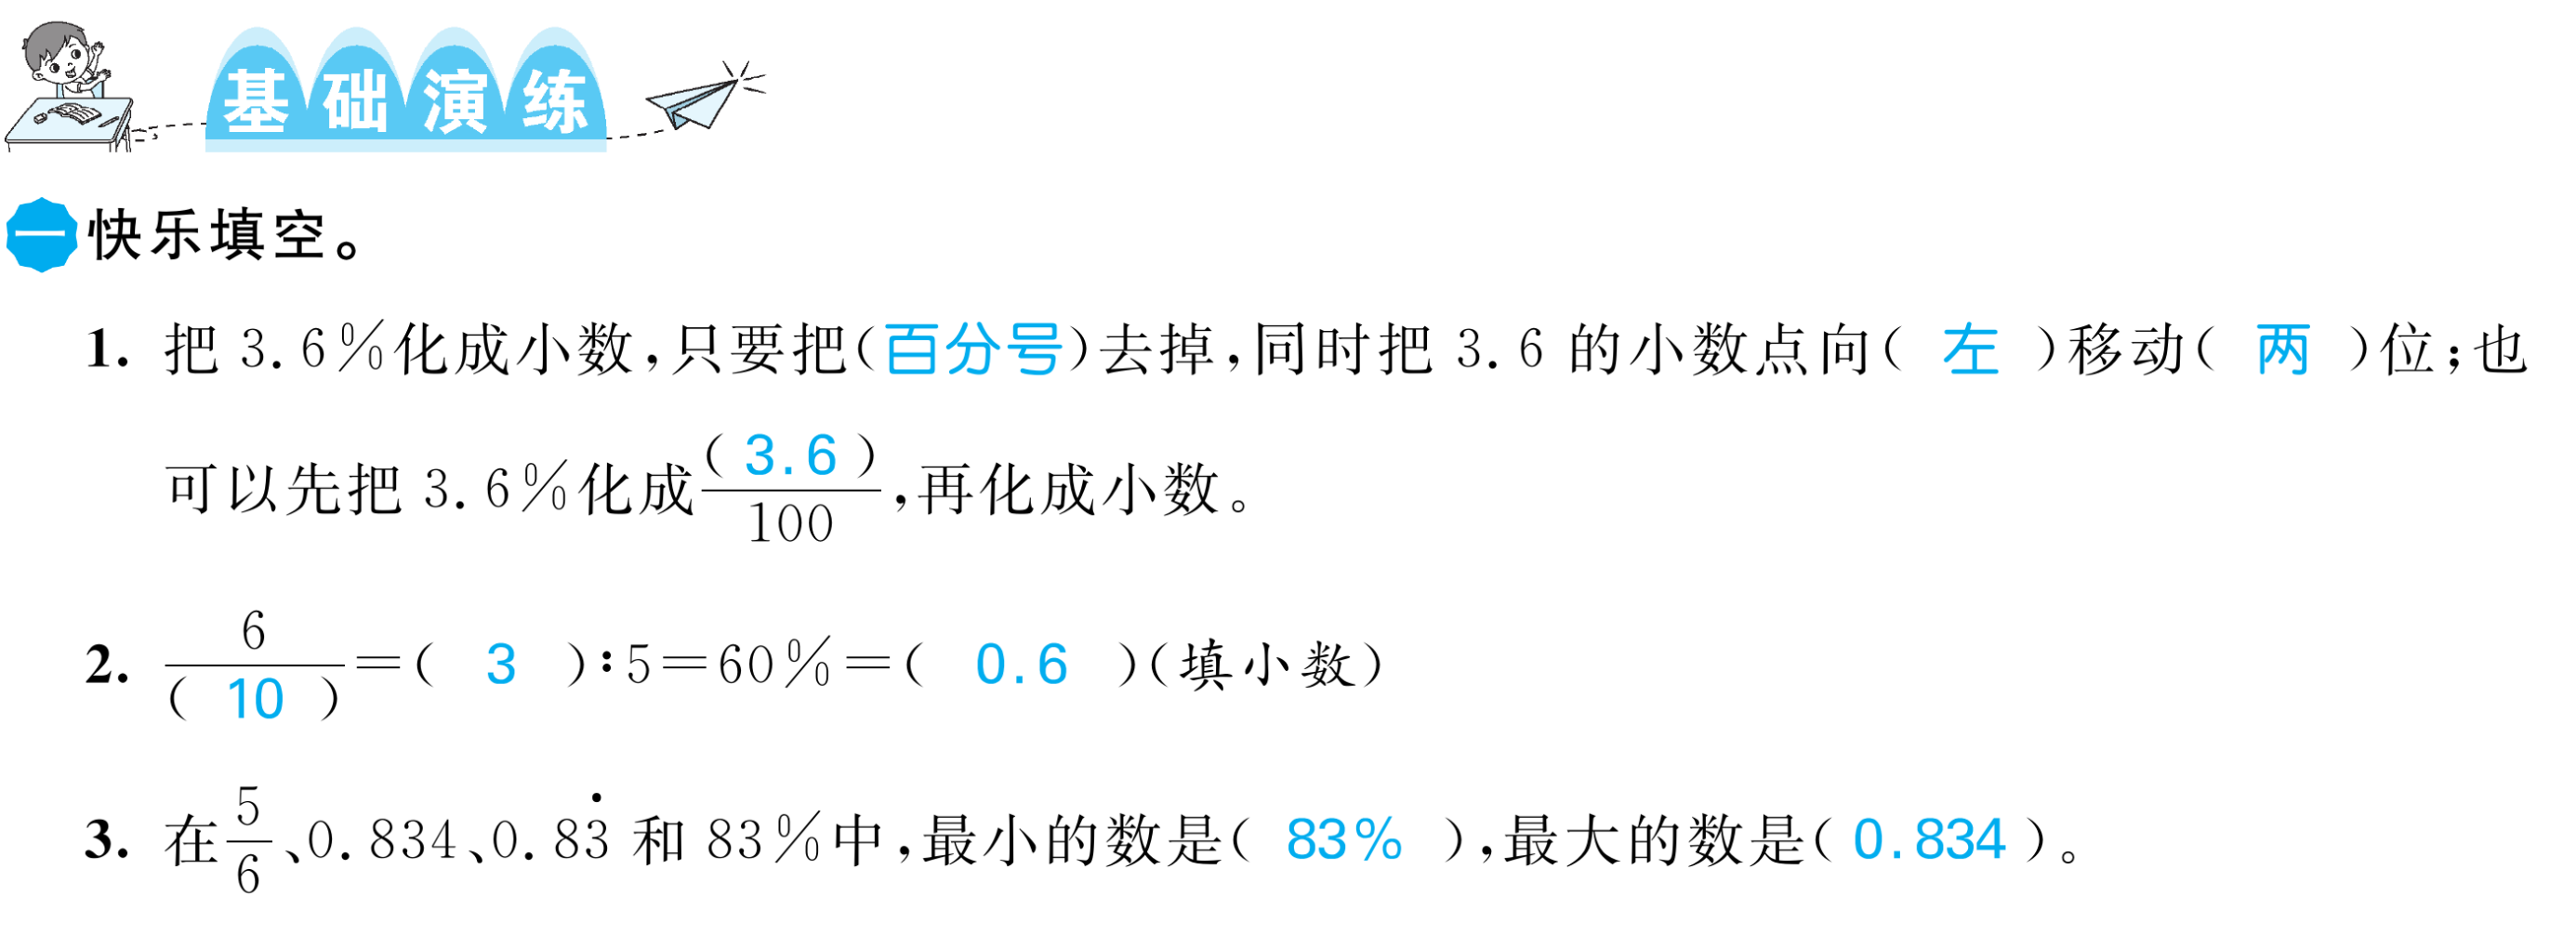 基础演练
一 快乐填空。
1. 把 3.6%化成小数,只要把(百分号)去掉,同时把 3.6 的小数点向( 左 )移动( 两 )位;也
可以先把 3.6%化成(3.6)/100,再化成小数。
2. 6/( 10 )=( 3 )∶5=60%=( 0.6 )(填小数)
3. 在5/6、0.834、0.83̇ 和 83%中,最小的数是( 83% ),最大的数是(0.834)。